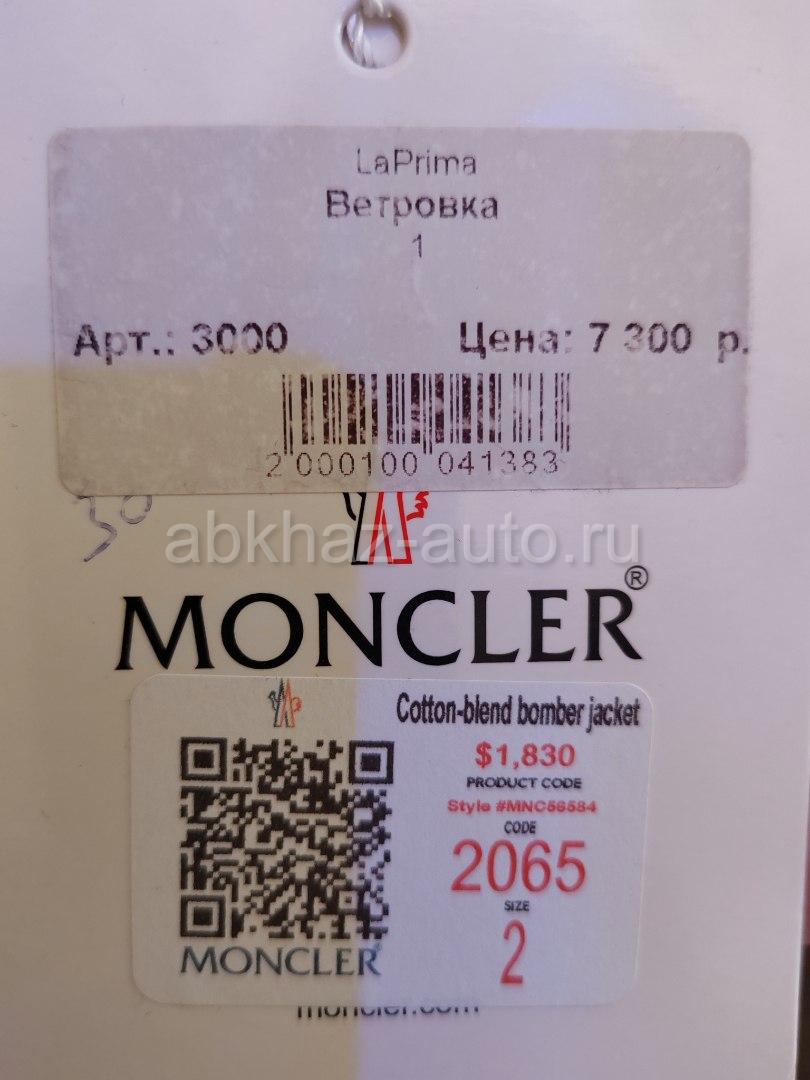 LaPrima
Ветровка
1
Арт.: 3000 Цена: 7 300 р.
2 000100 041383
30
abkhaz-auto.ru
MONCLER®
Cotton-blend bomber jacket
$1,830
PRODUCT CODE
Style #MNC56584
CODE
2065
SIZE
2
MONCLER
moncler.com